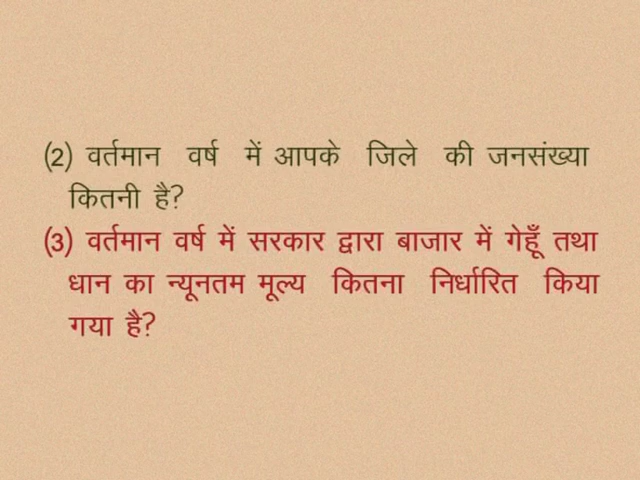 (2) वर्तमान वर्ष में आपके जिले की जनसंख्या
कितनी है?
(3) वर्तमान वर्ष में सरकार द्वारा बाजार में गेहूँ तथा
धान का न्यूनतम मूल्य कितना निर्धारित किया
गया है?